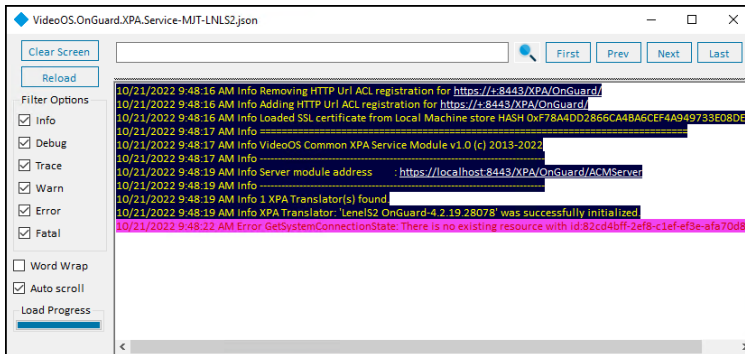 VideoOS.OnGuard.XPA.Service-MJT-LNLS2.json
Clear Screen
First
Prev
Next
Last
Reload
Filter Options
Info
Debug
Trace
Warn
Error
Fatal
Word Wrap
Auto scroll
Load Progress
10/21/2022 9:48:16 AM Info Removing HTTP Url ACL registration for https://+:8443/XPA/OnGuard/
10/21/2022 9:48:16 AM Info Adding HTTP Url ACL registration for https://+:8443/XPA/OnGuard/
10/21/2022 9:48:16 AM Info Loaded SSL certificate from Local Machine store HASH 0xF78A4DD2866CA4BA6CEF4A949733E08DE
10/21/2022 9:48:17 AM Info ================================================================================
10/21/2022 9:48:17 AM Info VideoOS Common XPA Service Module v1.0 (c) 2013-2022
10/21/2022 9:48:17 AM Info --------------------------------------------------------------------------------
10/21/2022 9:48:19 AM Info Server module address : https://localhost:8443/XPA/OnGuard/ACMServer
10/21/2022 9:48:19 AM Info --------------------------------------------------------------------------------
10/21/2022 9:48:19 AM Info 1 XPA Translator(s) found.
10/21/2022 9:48:19 AM Info XPA Translator: 'LenelS2 OnGuard-4.2.19.28078' was successfully initialized.
10/21/2022 9:48:22 AM Error GetSystemConnectionState: There is no existing resource with id:82cd4bff-2ef8-c1ef-ef3e-afa70d8